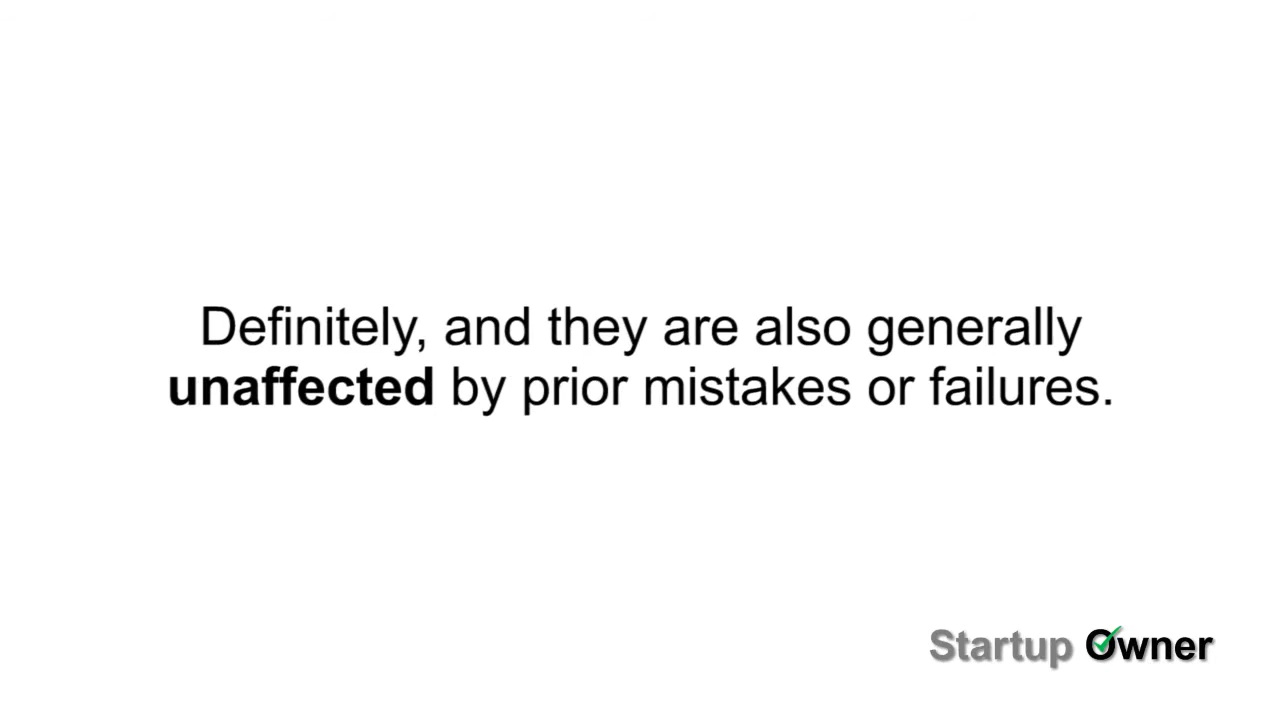 Definitely, and they are also generally
unaffected by prior mistakes or failures.
Startup Owner